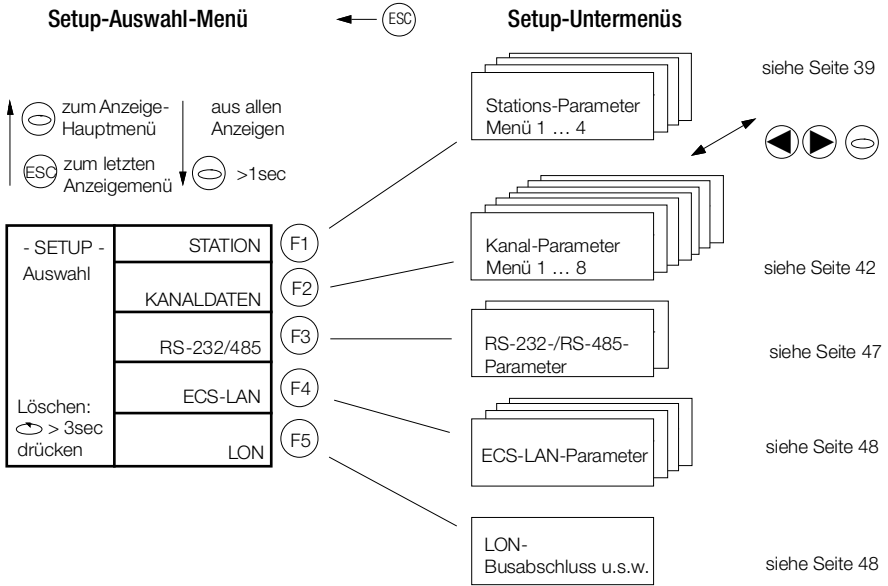 Setup-Auswahl-Menü
ESC
Setup-Untermenüs
zum Anzeige-
Hauptmenü
aus allen
Anzeigen
ESC
zum letzten
Anzeigemenü
>1sec
- SETUP -
Auswahl
Löschen:
> 3sec
drücken
STATION
F1
KANALDATEN
F2
RS-232/485
F3
ECS-LAN
F4
LON
F5
Stations-Parameter
Menü 1 … 4
siehe Seite 39
Kanal-Parameter
Menü 1 … 8
siehe Seite 42
RS-232-/RS-485-
Parameter
siehe Seite 47
ECS-LAN-Parameter
siehe Seite 48
LON-
Busabschluss u.s.w.
siehe Seite 48